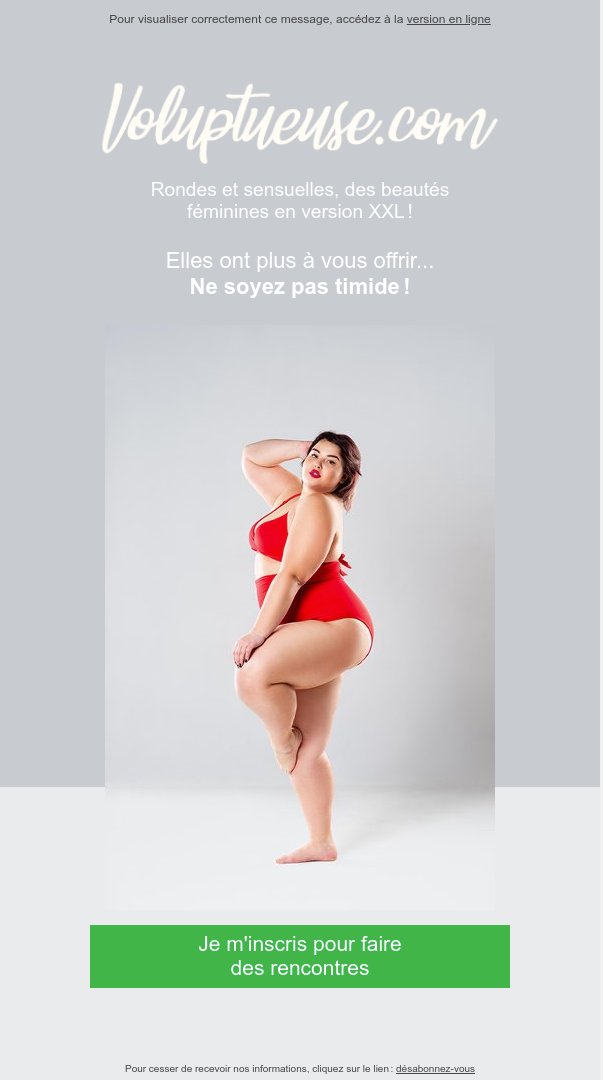 Pour visualiser correctement ce message, accédez à la version en ligne
Voluptueuse.com
Rondes et sensuelles, des beautés
féminines en version XXL !
Elles ont plus à vous offrir...
Ne soyez pas timide !
Je m'inscris pour faire
des rencontres
Pour cesser de recevoir nos informations, cliquez sur le lien : désabonnez-vous